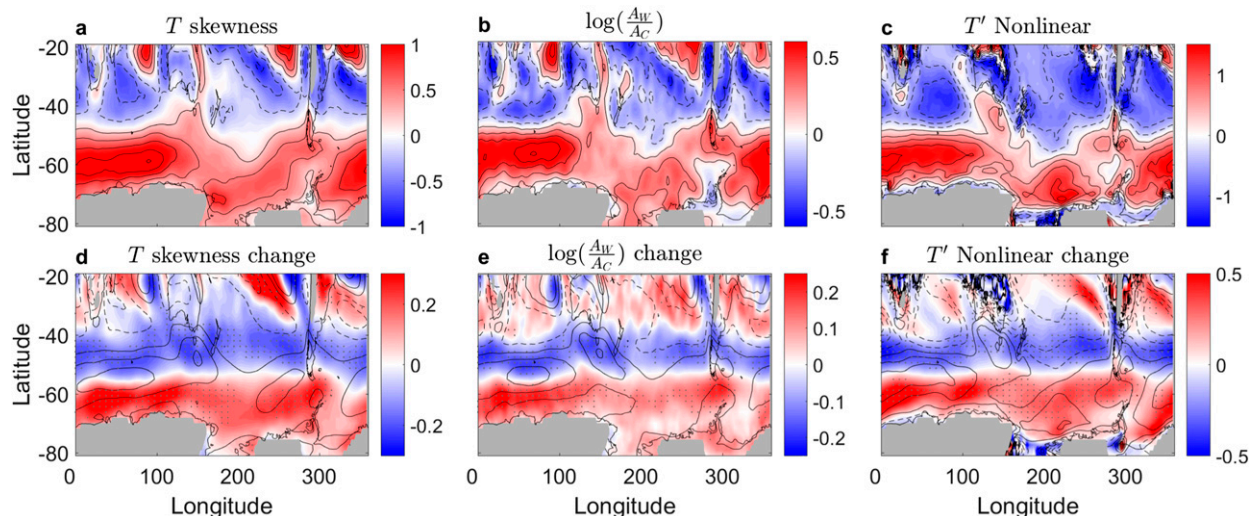 a T skewness
b log(A_W/A_C)
c T′ Nonlinear
Latitude
-20
-40
-60
-80
1
0.5
0
-0.5
-1
0.5
0
-0.5
1
0
-1
d T skewness change
e log(A_W/A_C) change
f T′ Nonlinear change
Latitude
-20
-40
-60
-80
0.2
0
-0.2
0.2
0.1
0
-0.1
-0.2
0.5
0
-0.5
0 100 200 300
0 100 200 300
0 100 200 300
Longitude
Longitude
Longitude